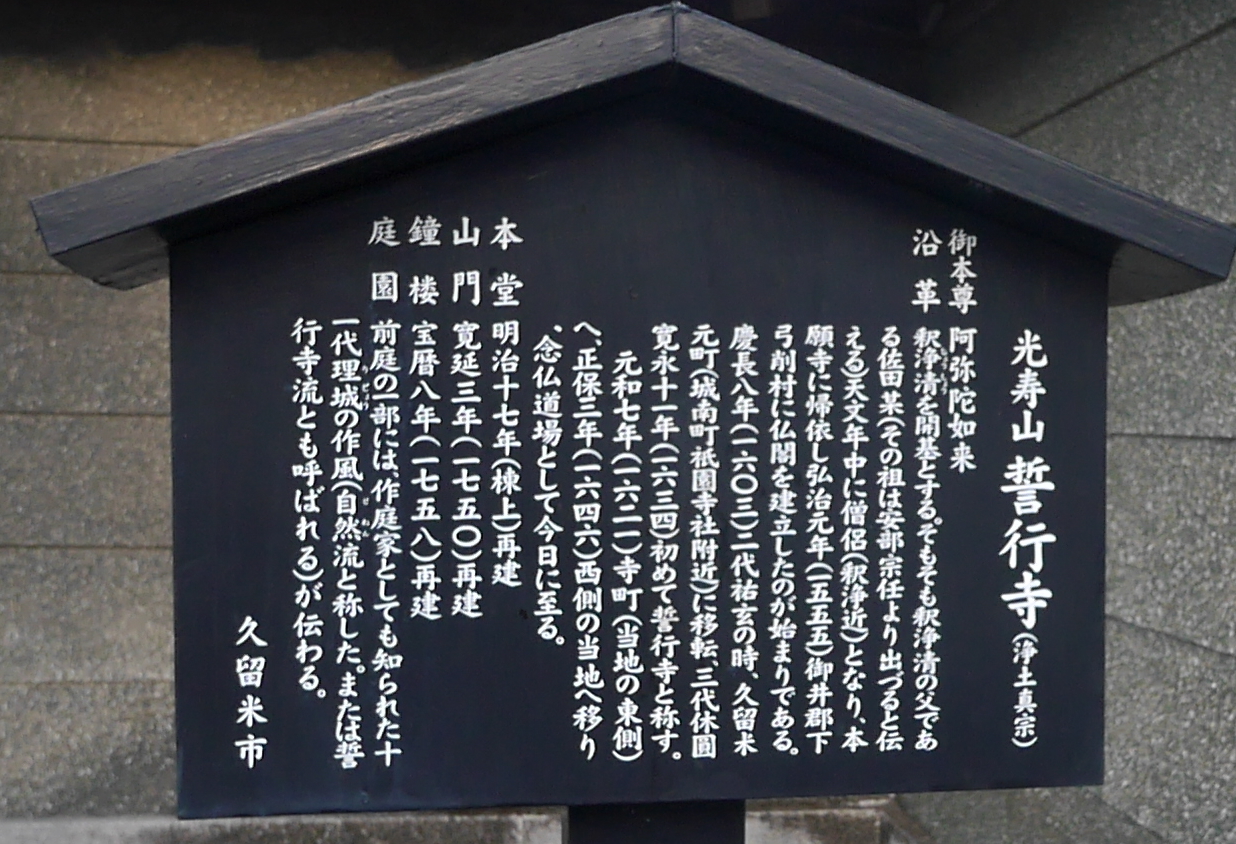 光寿山 誓行寺(浄土真宗)
御本尊 阿弥陀如来
沿革 釈浄清を開基とする。そもそも釈浄清の父であ
る佐田某(その祖は安部宗任より出づると伝
える)天文年中に僧侶(釈浄近)となり、本
願寺に帰依し弘治元年(一五五五)御井郡下
弓削村に仏閣を建立したのが始まりである。
慶長八年(一六〇三)二代祐玄の時、久留米
元町(城南町祇園寺社附近)に移転、三代休圓
寛永十一年(一六三四)初めて誓行寺と称す。
元和七年(一六二一)寺町(当地の東側)
へ、正保三年(一六四六)西側の当地へ移り
、念仏道場として今日に至る。
本堂 明治十七年(棟上)再建
山門 寛延三年(一七五〇)再建
鐘楼 宝暦八年(一七五八)再建
庭園 前庭の一部には、作庭家としても知られた十
一代理城の作風(自然流と称した。または誓
行寺流とも呼ばれる)が伝わる。
久留米市